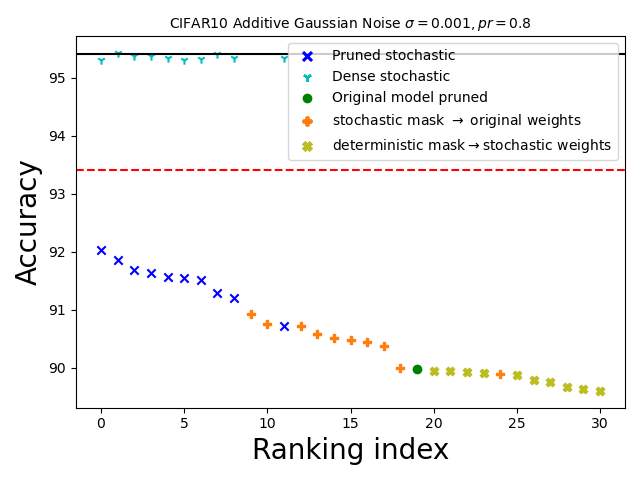 CIFAR10 Additive Gaussian Noise σ = 0.001, pr = 0.8
Pruned stochastic
Dense stochastic
Original model pruned
stochastic mask → original weights
deterministic mask→stochastic weights
Accuracy
95
94
93
92
91
90
0 5 10 15 20 25 30
Ranking index